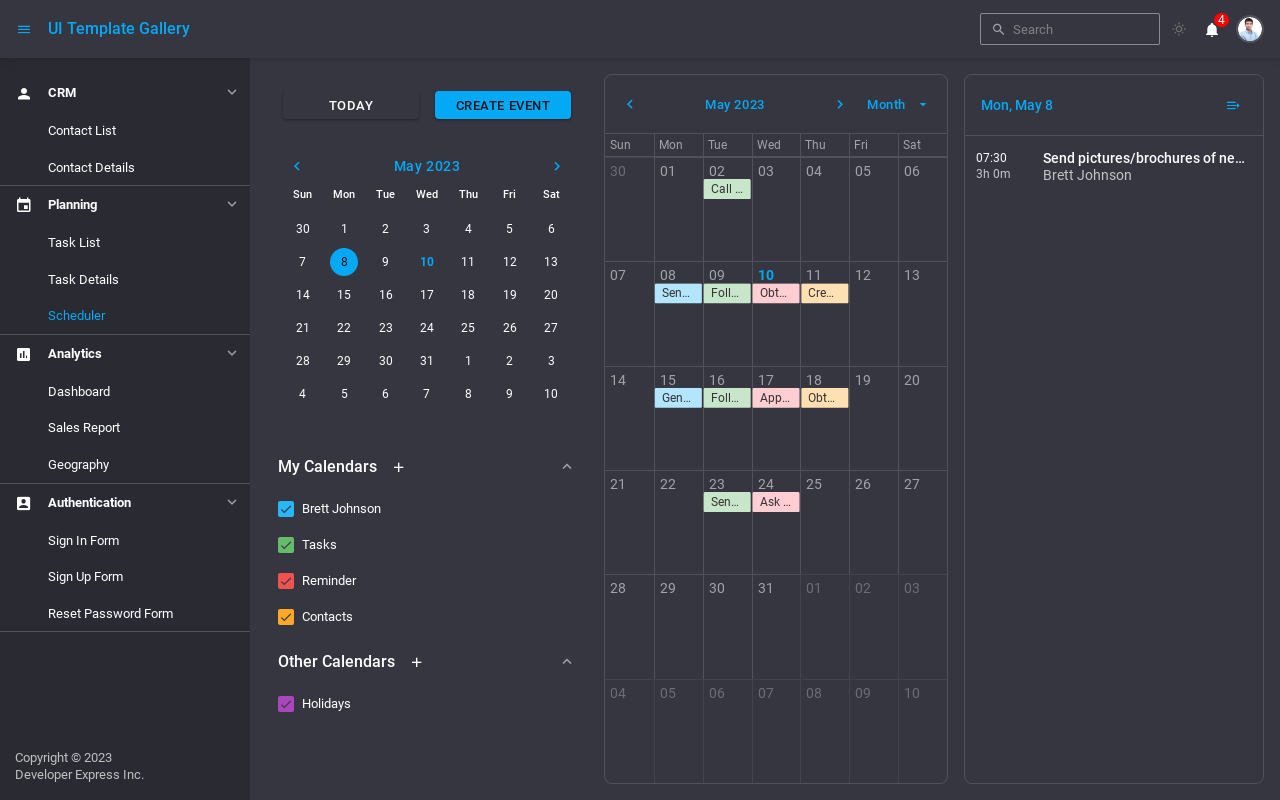 UI Template Gallery
Search
4
CRM
Contact List
Contact Details
Planning
Task List
Task Details
Scheduler
Analytics
Dashboard
Sales Report
Geography
Authentication
Sign In Form
Sign Up Form
Reset Password Form
Copyright © 2023
Developer Express Inc.
TODAY CREATE EVENT
May 2023
Sun Mon Tue Wed Thu Fri Sat
30 1 2 3 4 5 6
7 8 9 10 11 12 13
14 15 16 17 18 19 20
21 22 23 24 25 26 27
28 29 30 31 1 2 3
4 5 6 7 8 9 10
My Calendars
Brett Johnson
Tasks
Reminder
Contacts
Other Calendars
Holidays
May 2023 Month
Sun Mon Tue Wed Thu Fri Sat
30 01 02 03 04 05 06
Call ...
07 08 09 10 11 12 13
Sen... Foll... Obt... Cre...
14 15 16 17 18 19 20
Gen... Foll... App... Obt...
21 22 23 24 25 26 27
Sen... Ask ...
28 29 30 31 01 02 03
04 05 06 07 08 09 10
Mon, May 8
07:30 Send pictures/brochures of ne...
3h 0m Brett Johnson